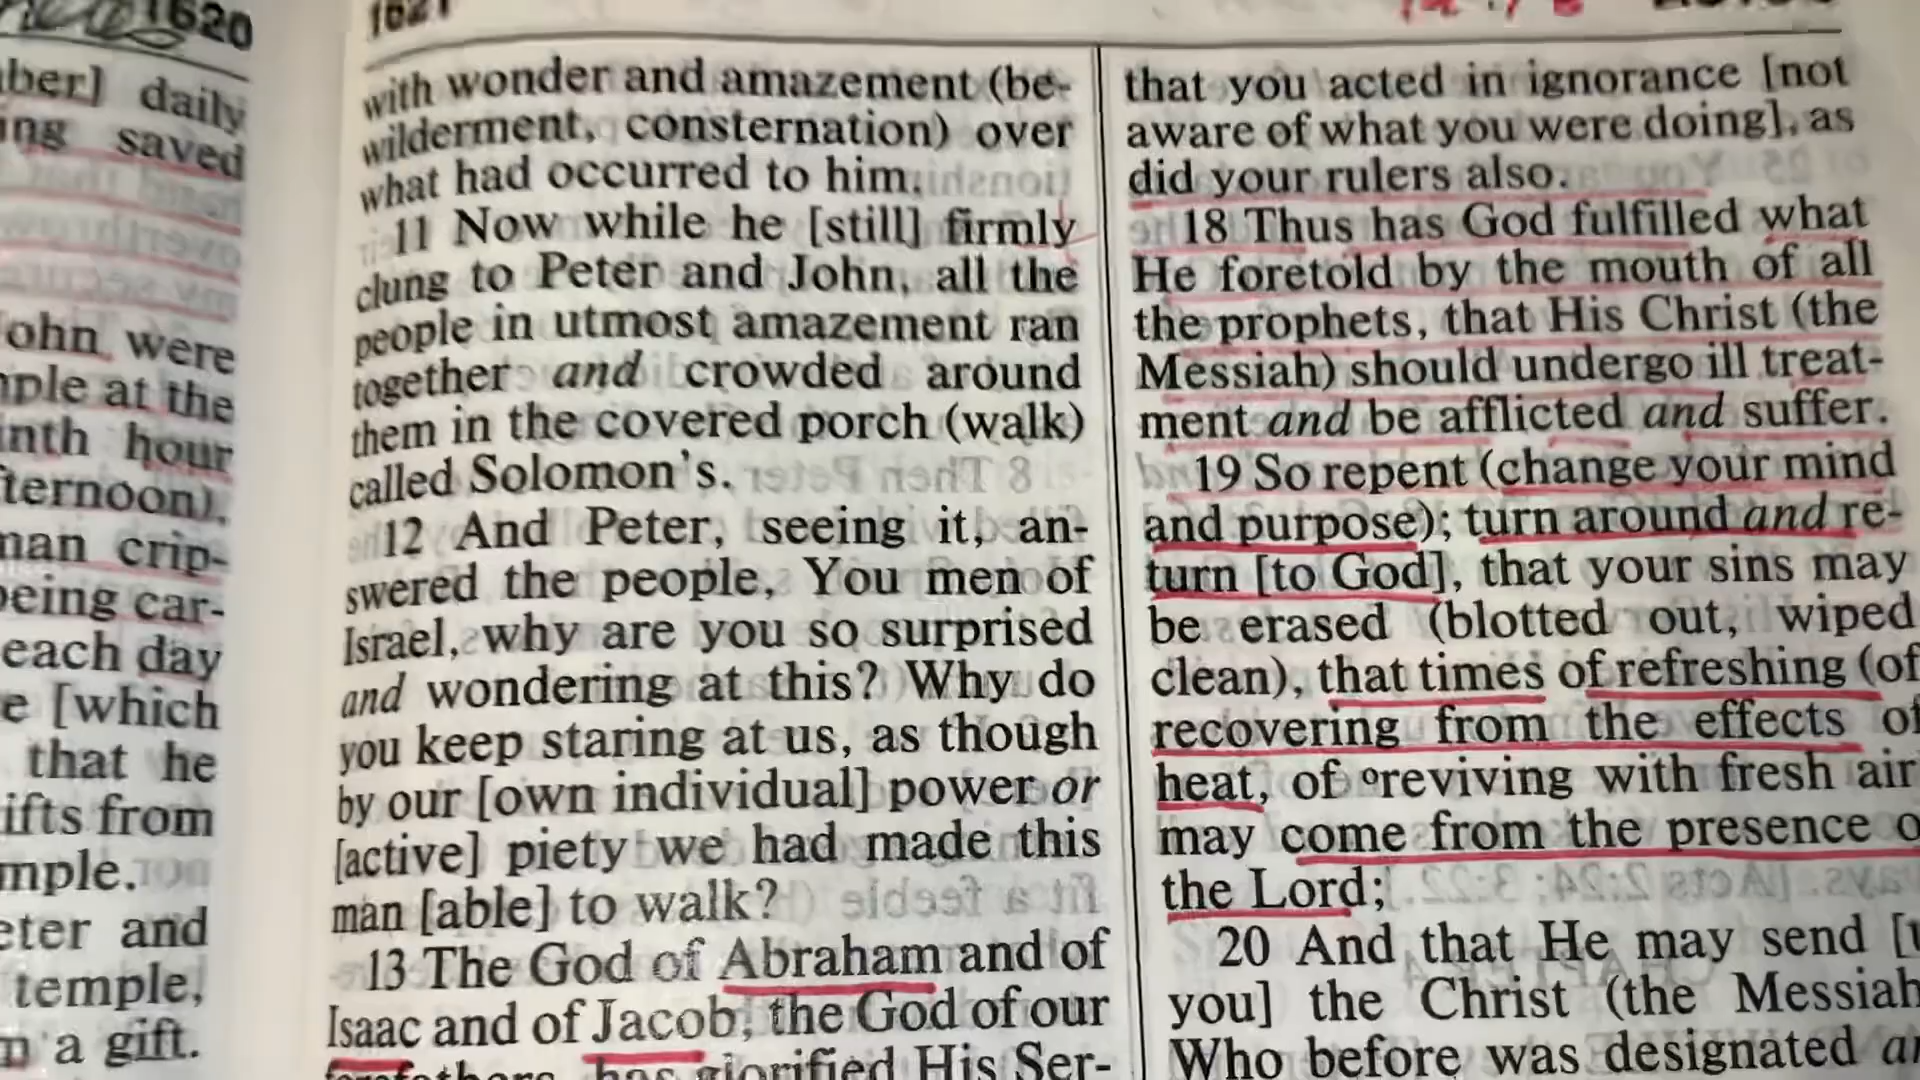 1620
ber] daily
ing saved
ohn were
mple at the
inth hour
ternoon),
man crip-
being car-
each day
e [which
that he
ifts from
mple.
eter and
temple,
a gift.
1621
with wonder and amazement (be-
wilderment, consternation) over
what had occurred to him.
11 Now while he [still] firmly
clung to Peter and John, all the
people in utmost amazement ran
together and crowded around
them in the covered porch (walk)
called Solomon's.
12 And Peter, seeing it, an-
swered the people, You men of
Israel, why are you so surprised
and wondering at this? Why do
you keep staring at us, as though
by our [own individual] power or
[active] piety we had made this
man [able] to walk?
13 The God of Abraham and of
Isaac and of Jacob, the God of our
forefathers, has glorified His Ser-
that you acted in ignorance [not
aware of what you were doing], as
did your rulers also.
18 Thus has God fulfilled what
He foretold by the mouth of all
the prophets, that His Christ (the
Messiah) should undergo ill treat-
ment and be afflicted and suffer.
19 So repent (change your mind
and purpose); turn around and re-
turn [to God], that your sins may
be erased (blotted out, wiped
clean), that times of refreshing (of
recovering from the effects of
heat, of oreviving with fresh air)
may come from the presence o
the Lord;
20 And that He may send [
you] the Christ (the Messiah
Who before was designated